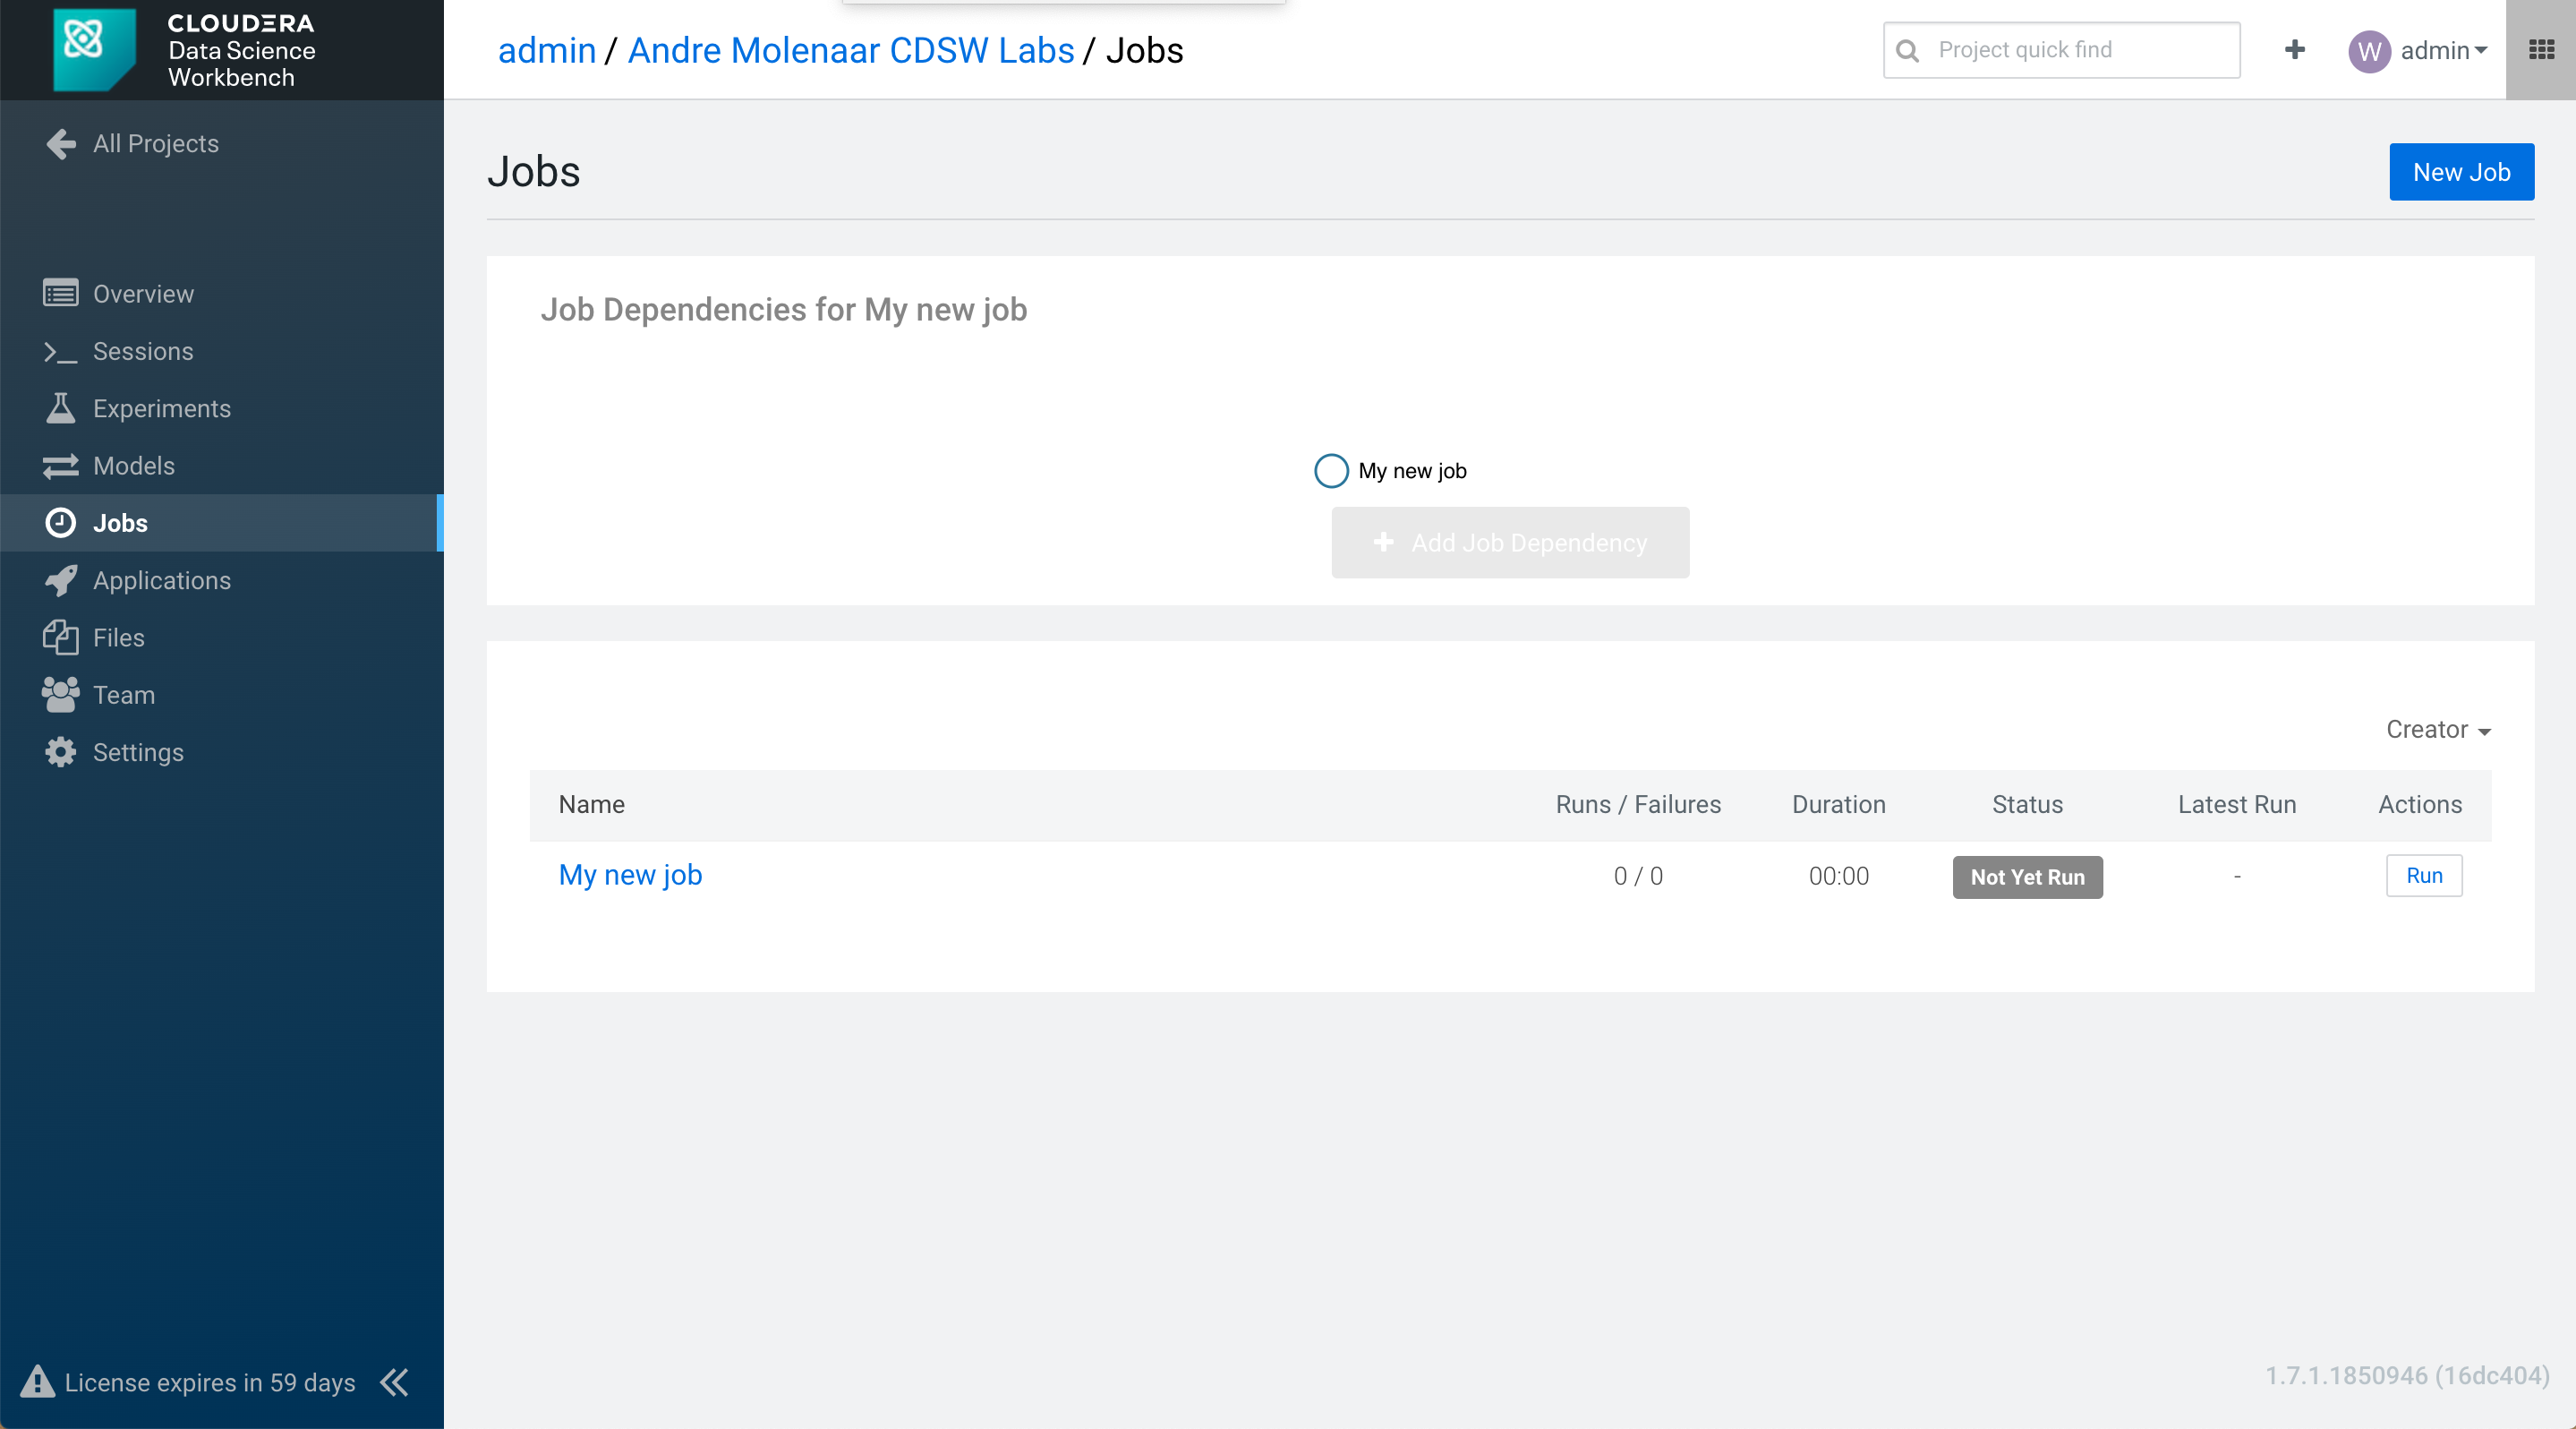 CLOUDERA
Data Science
Workbench
admin / Andre Molenaar CDSW Labs / Jobs
Project quick find
W admin
All Projects
Jobs
New Job
Overview
Sessions
Experiments
Models
Jobs
Applications
Files
Team
Settings
Job Dependencies for My new job
My new job
+ Add Job Dependency
Creator
Name Runs / Failures Duration Status Latest Run Actions
My new job 0 / 0 00:00 Not Yet Run - Run
License expires in 59 days
1.7.1.1850946 (16dc404)